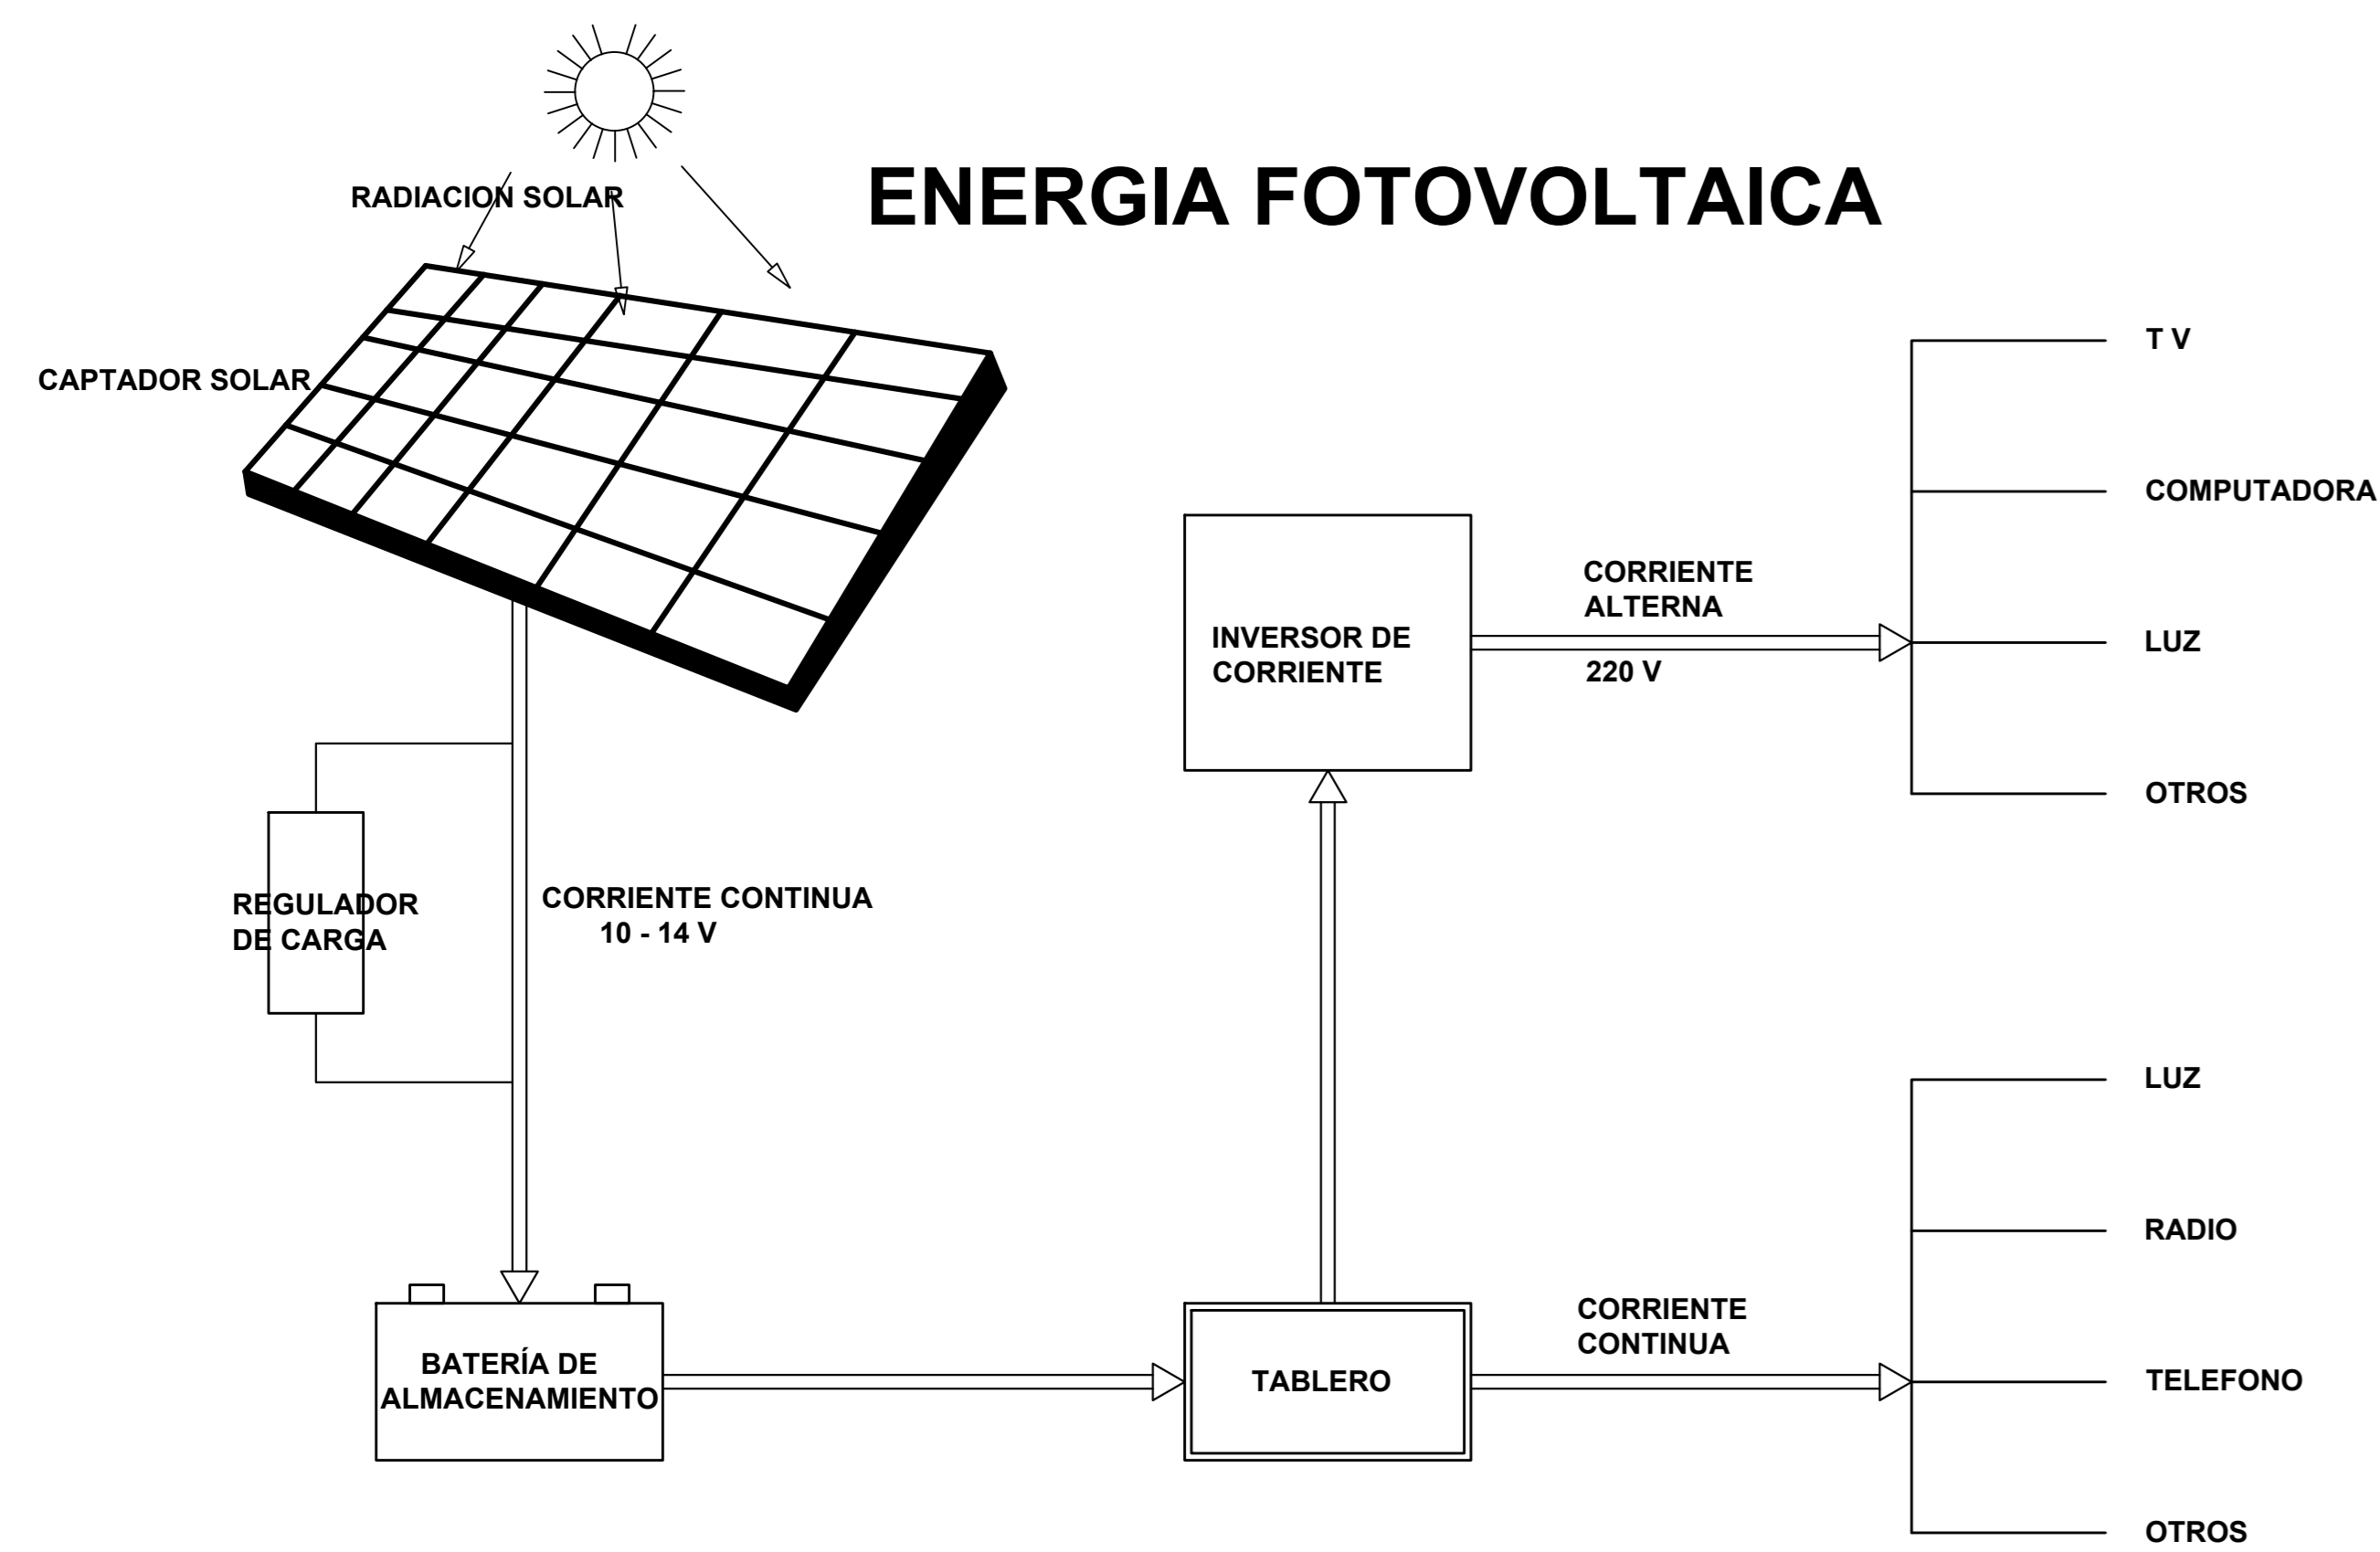 ENERGIA FOTOVOLTAICA
RADIACION SOLAR
CAPTADOR SOLAR
REGULADOR
DE CARGA
CORRIENTE CONTINUA
10 - 14 V
BATERÍA DE
ALMACENAMIENTO
TABLERO
INVERSOR DE
CORRIENTE
CORRIENTE
ALTERNA
220 V
T V
COMPUTADORA
LUZ
OTROS
CORRIENTE
CONTINUA
LUZ
RADIO
TELEFONO
OTROS